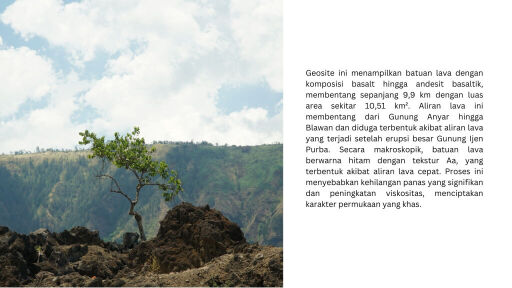 Geosite ini menampilkan batuan lava dengan
komposisi basalt hingga andesit basaltik,
membentang sepanjang 9,9 km dengan luas
area sekitar 10,51 km². Aliran lava ini
membentang dari Gunung Anyar hingga
Blawan dan diduga terbentuk akibat aliran lava
yang terjadi setelah erupsi besar Gunung Ijen
Purba. Secara makroskopik, batuan lava
berwarna hitam dengan tekstur Aa, yang
terbentuk akibat aliran lava cepat. Proses ini
menyebabkan kehilangan panas yang signifikan
dan peningkatan viskositas, menciptakan
karakter permukaan yang khas.